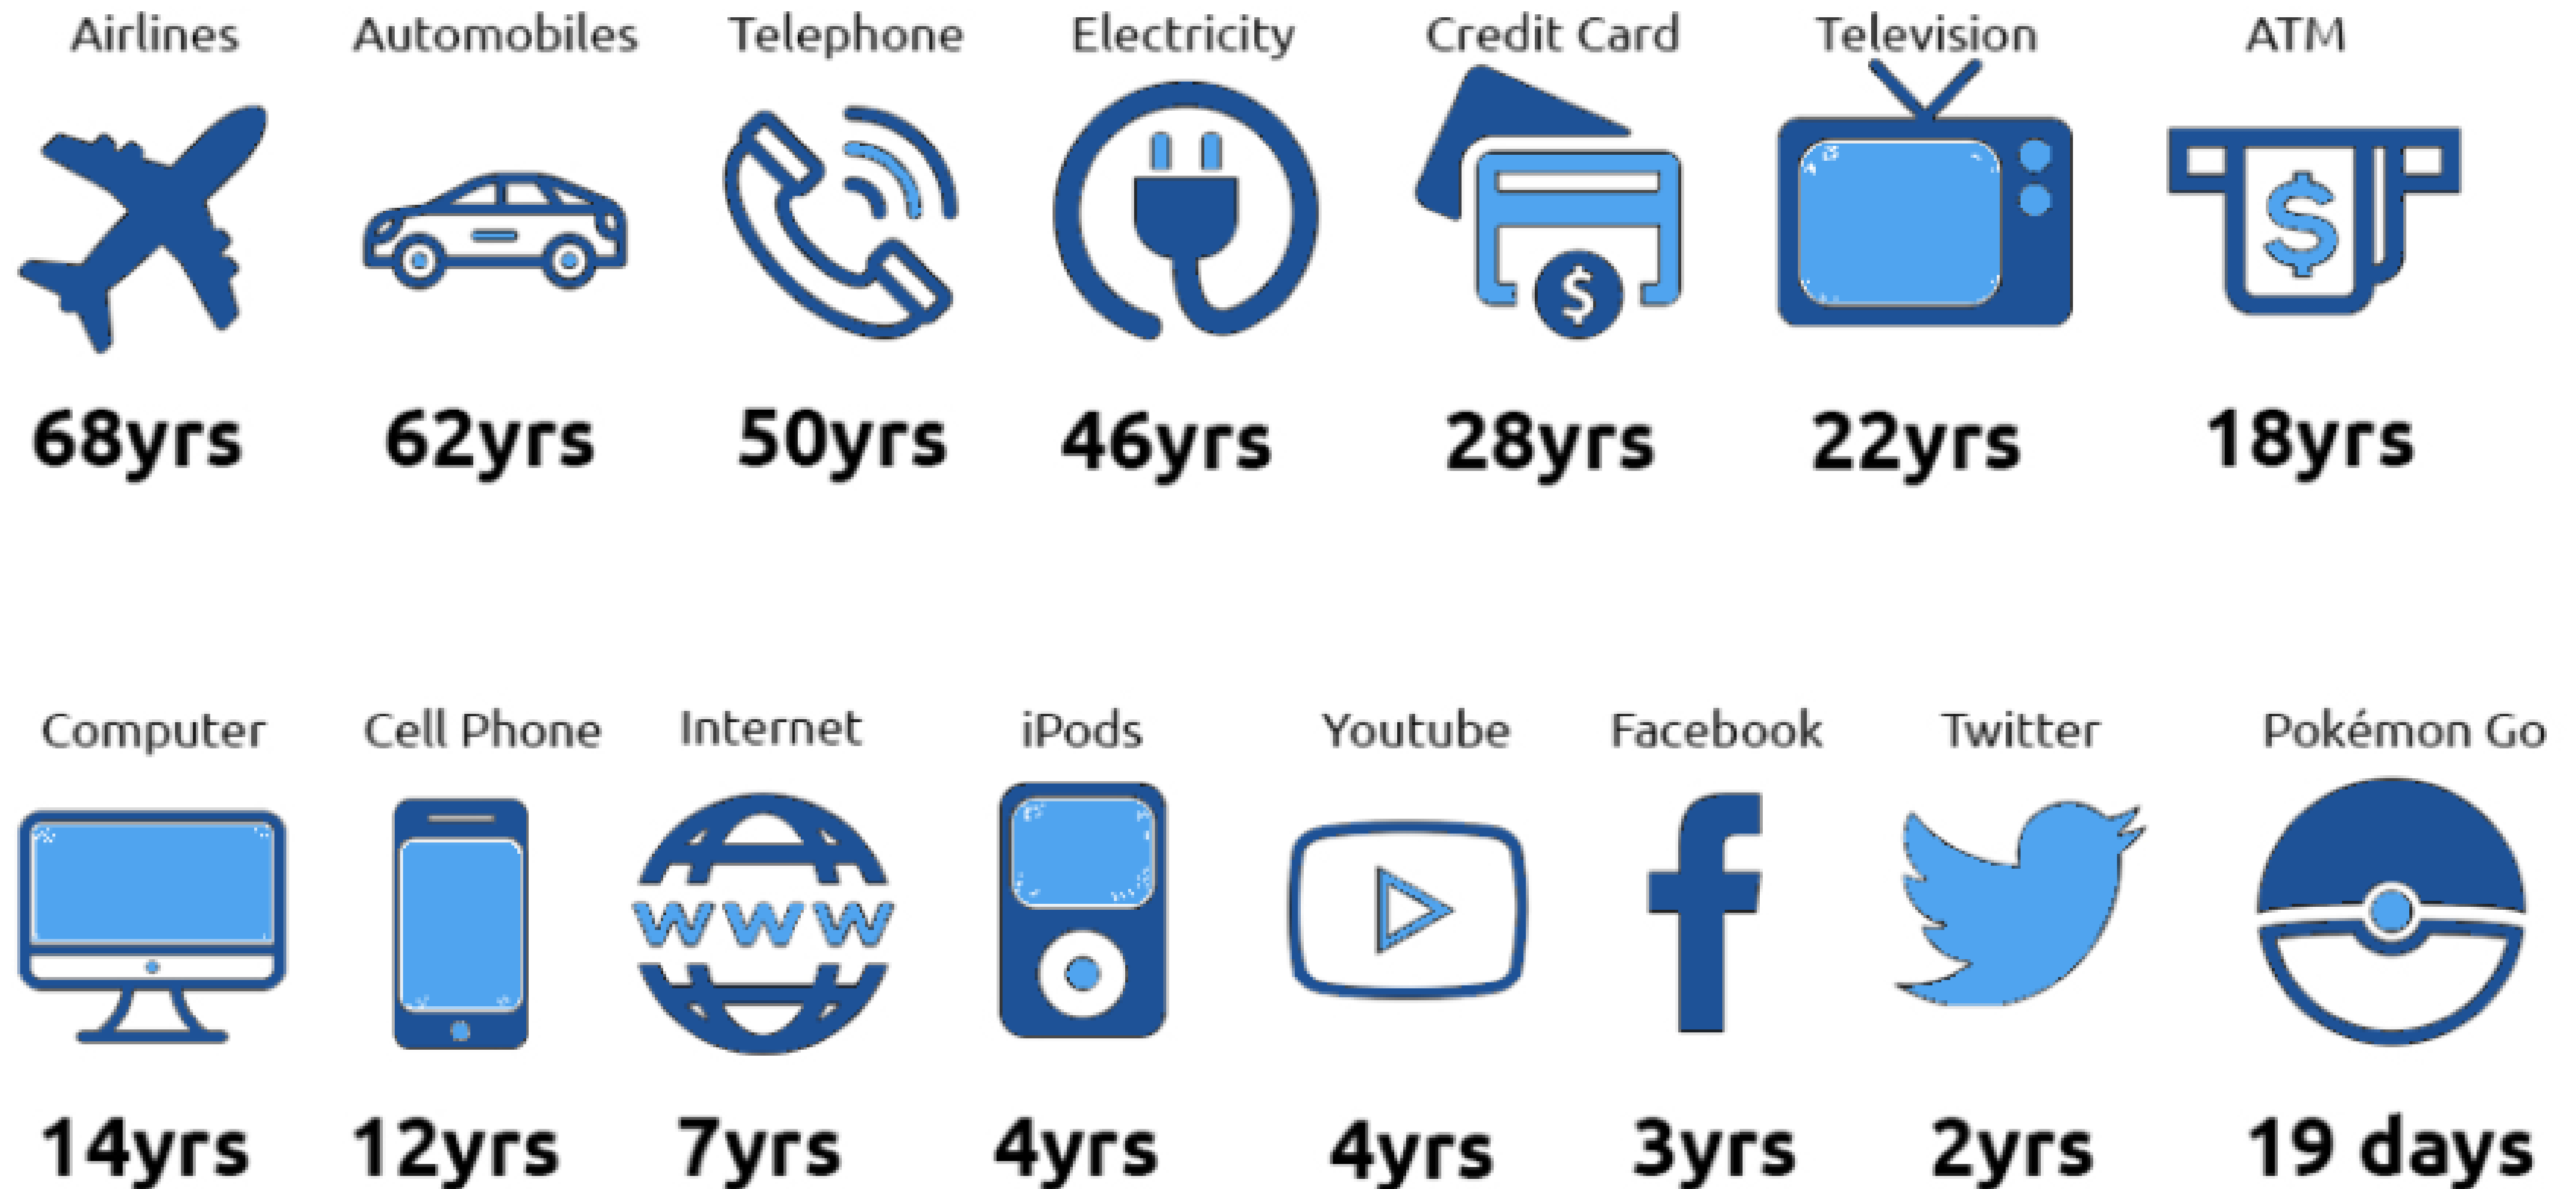 Airlines Automobiles Telephone Electricity Credit Card Television ATM
$ $
68yrs 62yrs 50yrs 46yrs 28yrs 22yrs 18yrs
Computer Cell Phone Internet iPods Youtube Facebook Twitter Pokémon Go
www f
14yrs 12yrs 7yrs 4yrs 4yrs 3yrs 2yrs 19 days